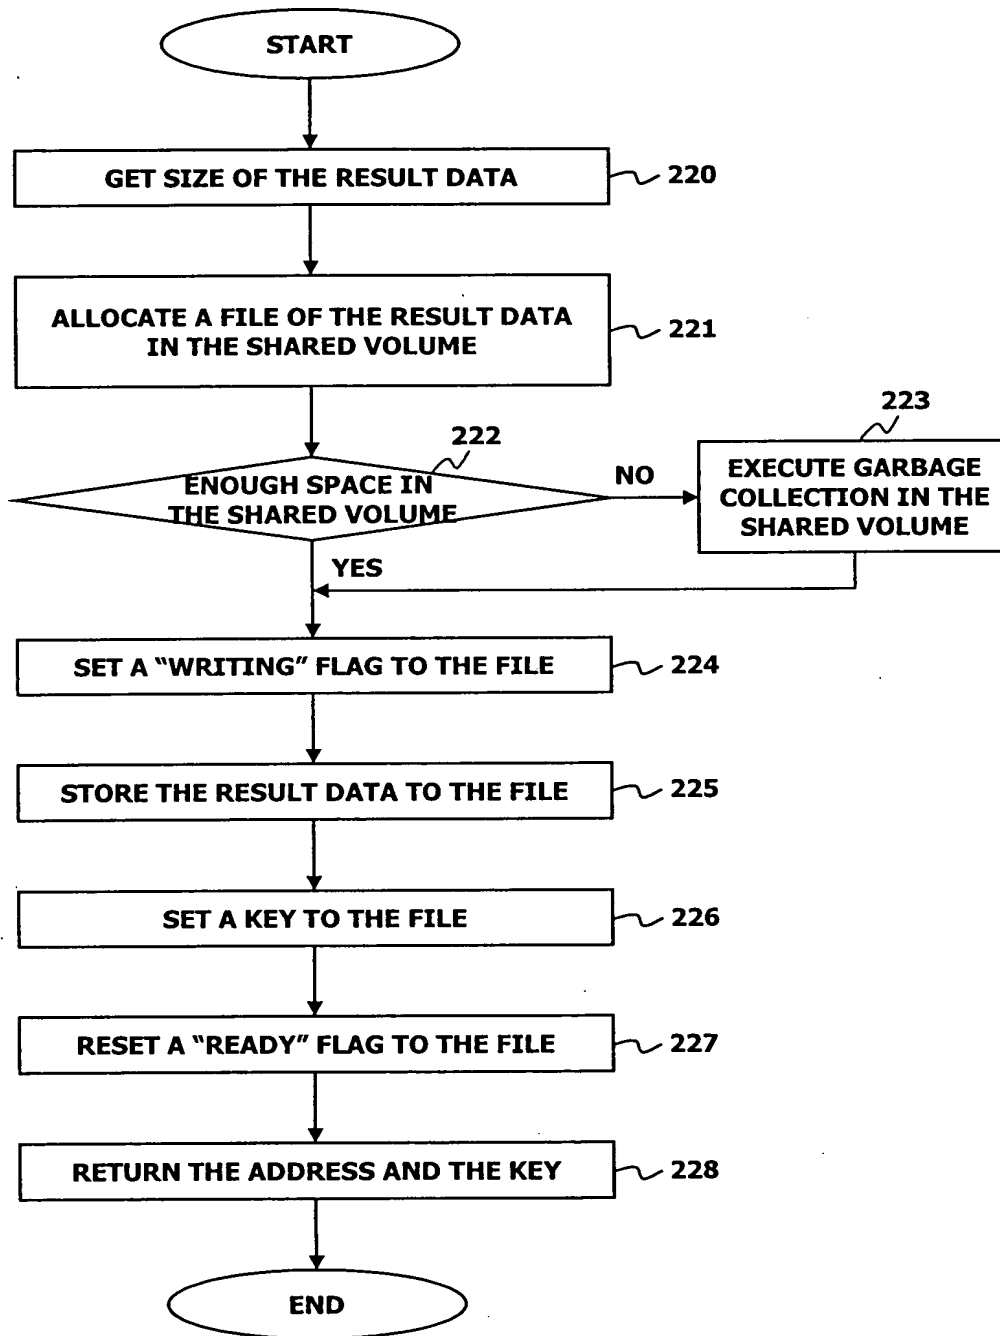 START
GET SIZE OF THE RESULT DATA
220
ALLOCATE A FILE OF THE RESULT DATA
IN THE SHARED VOLUME
221
222
ENOUGH SPACE IN
THE SHARED VOLUME
NO
223
EXECUTE GARBAGE
COLLECTION IN THE
SHARED VOLUME
YES
SET A “WRITING” FLAG TO THE FILE
224
STORE THE RESULT DATA TO THE FILE
225
SET A KEY TO THE FILE
226
RESET A “READY” FLAG TO THE FILE
227
RETURN THE ADDRESS AND THE KEY
228
END